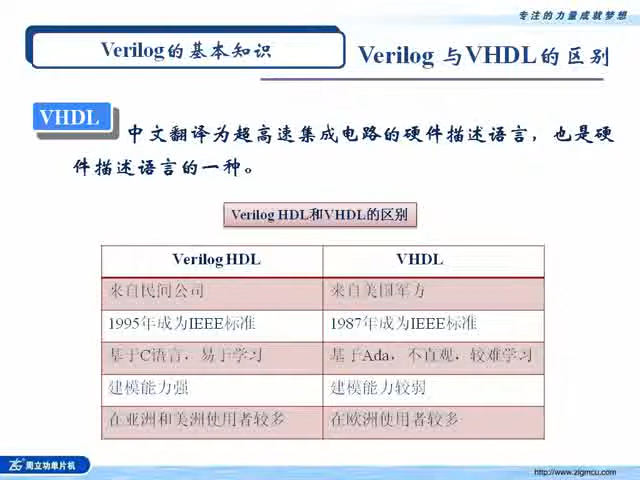 专注的力量成就梦想
Verilog的基本知识
Verilog 与VHDL的区别
VHDL
中文翻译为超高速集成电路的硬件描述语言，也是硬
件描述语言的一种。
Verilog HDL和VHDL的区别
Verilog HDL VHDL
来自民间公司 来自美国军方
1995年成为IEEE标准 1987年成为IEEE标准
基于C语言，易于学习 基于Ada，不直观，较难学习
建模能力强 建模能力较弱
在亚洲和美洲使用者较多 在欧洲使用者较多
ZLG 周立功单片机
http://www.zlgmcu.com